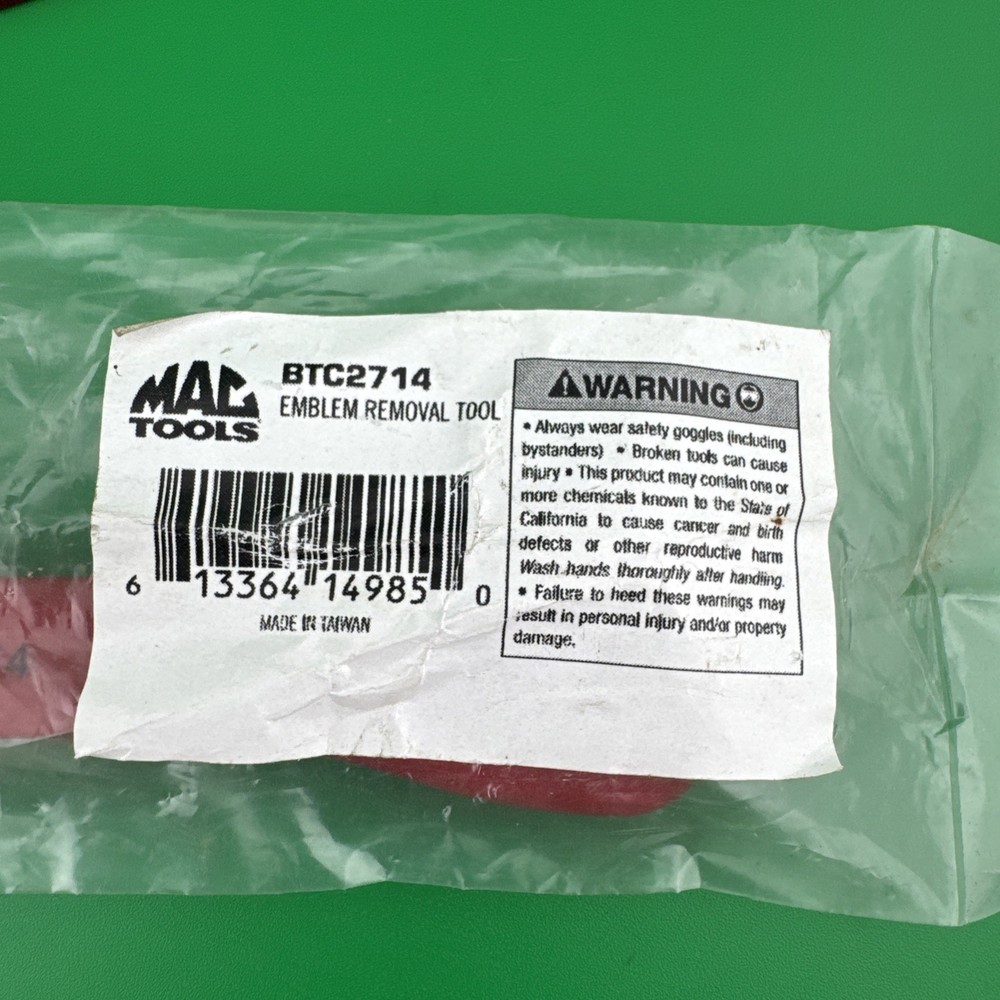 MAC
TOOLS
BTC2714
EMBLEM REMOVAL TOOL
6 13364 14985 0
MADE IN TAIWAN
WARNING
• Always wear safety goggles (including
bystanders) • Broken tools can cause
injury • This product may contain one or
more chemicals known to the State of
California to cause cancer and birth
defects or other reproductive harm
Wash hands thoroughly after handling.
• Failure to heed these warnings may
result in personal injury and/or property
damage.
4